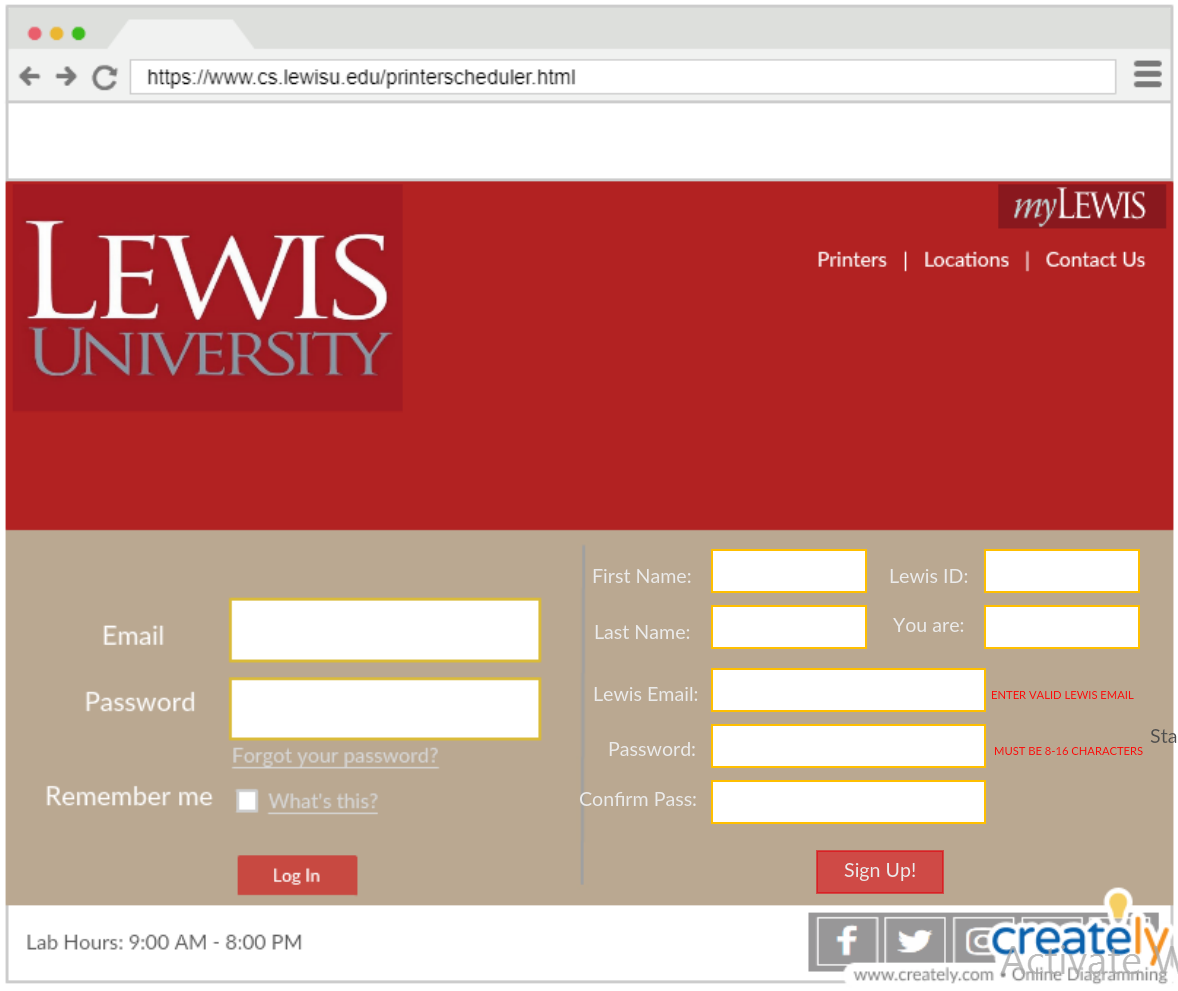 https://www.cs.lewisu.edu/printerscheduler.html
myLEWIS
Printers | Locations | Contact Us
LEWIS
UNIVERSITY
Email
Password
Forgot your password?
Remember me
What's this?
Log In
First Name:
Lewis ID:
Last Name:
You are:
Lewis Email:
ENTER VALID LEWIS EMAIL
Password:
MUST BE 8-16 CHARACTERS
Sta
Confirm Pass:
Sign Up!
Lab Hours: 9:00 AM - 8:00 PM
f
creately
Activate W
www.creately.com • Online Diagramming